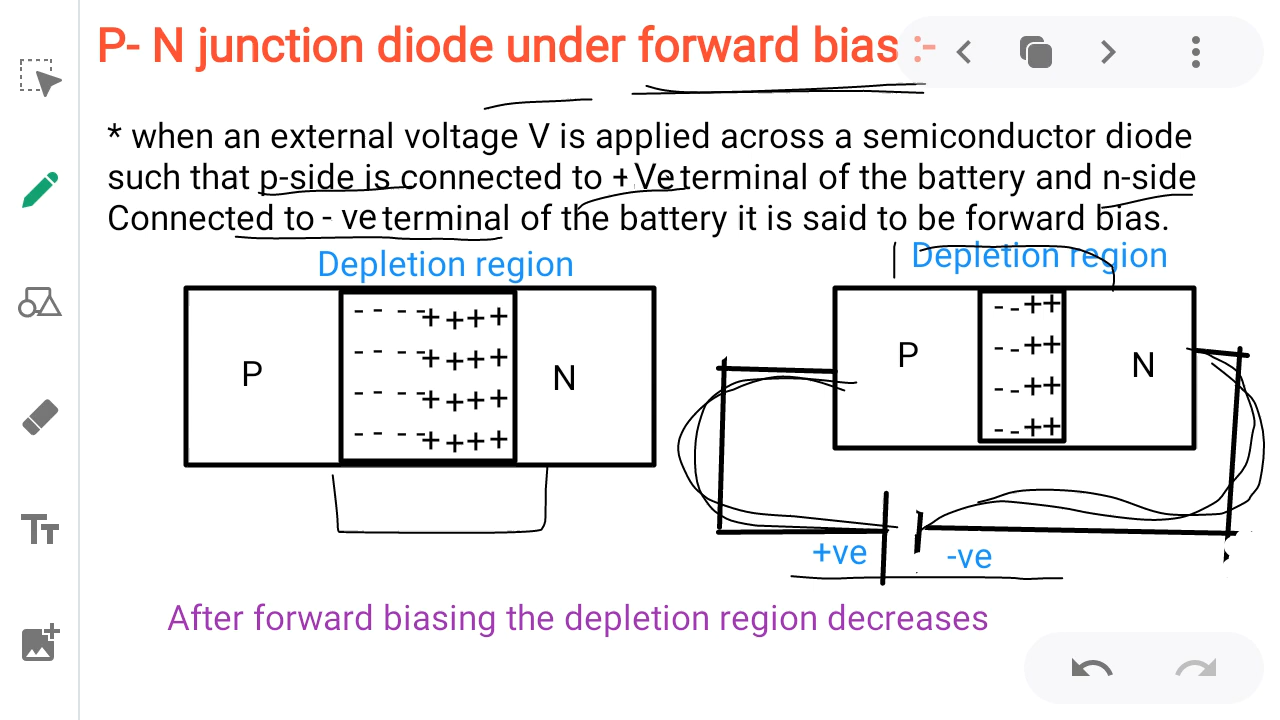 P- N junction diode under forward bias :-
* when an external voltage V is applied across a semiconductor diode
such that p-side is connected to +Ve terminal of the battery and n-side
Connected to - ve terminal of the battery it is said to be forward bias.
Depletion region
Depletion region
- - - - + + + +
- - - - + + + +
- - - - + + + +
- - - - + + + +
P
N
- - + +
- - + +
- - + +
- - + +
P
N
+ve
-ve
After forward biasing the depletion region decreases
TT